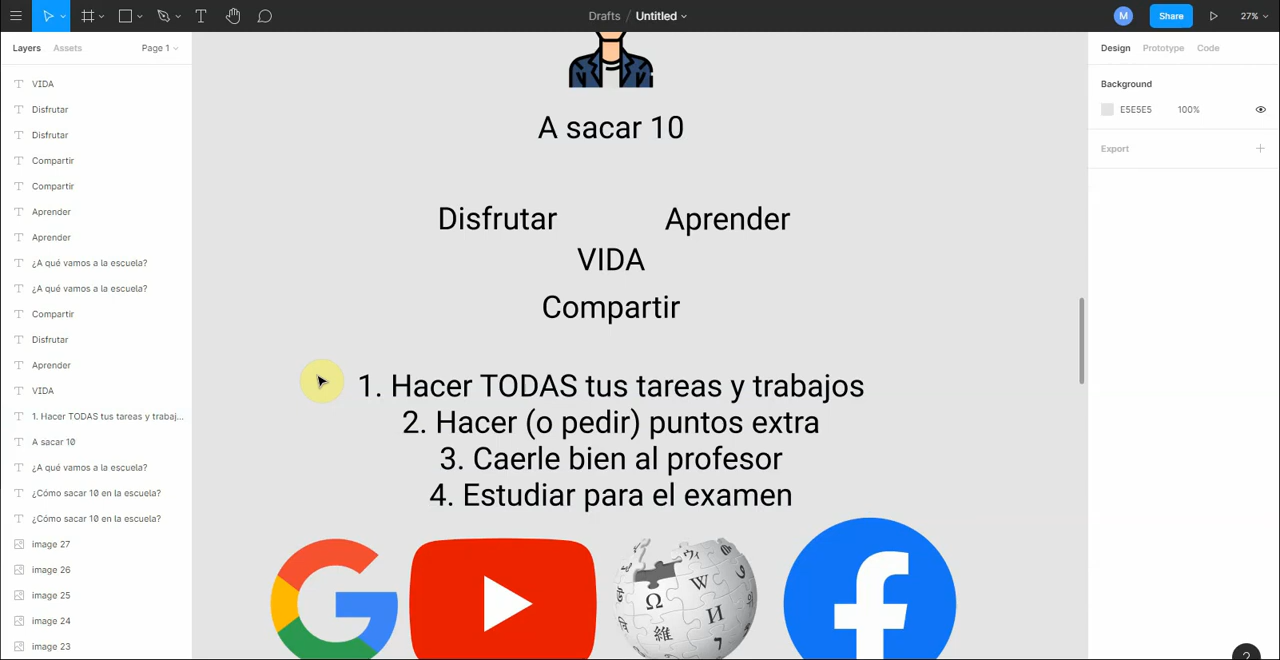 Drafts / Untitled
M
Share
27%
Layers
Assets
Page 1
Design
Prototype
Code
VIDA
Disfrutar
Disfrutar
Compartir
Compartir
Aprender
Aprender
¿A qué vamos a la escuela?
¿A qué vamos a la escuela?
Compartir
Disfrutar
Aprender
VIDA
1. Hacer TODAS tus tareas y trabaj...
A sacar 10
¿A qué vamos a la escuela?
¿Cómo sacar 10 en la escuela?
¿Cómo sacar 10 en la escuela?
image 27
image 26
image 25
image 24
image 23
A sacar 10
Disfrutar Aprender
VIDA
Compartir
1. Hacer TODAS tus tareas y trabajos
2. Hacer (o pedir) puntos extra
3. Caerle bien al profesor
4. Estudiar para el examen
Ω W И 維
Background
E5E5E5 100%
Export
?